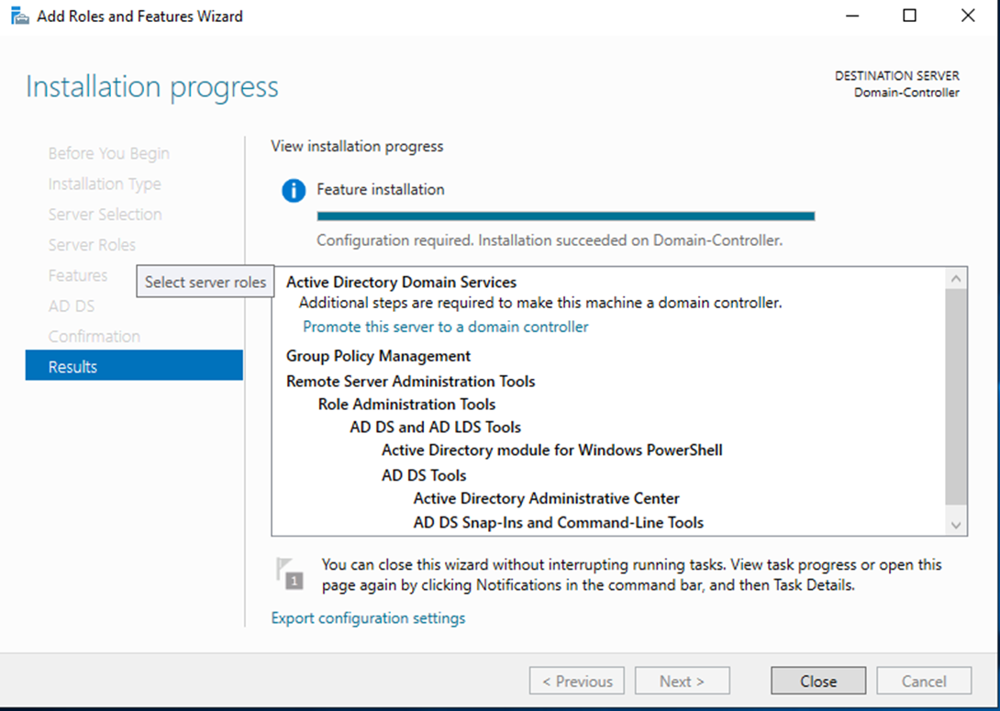 Add Roles and Features Wizard
Installation progress
DESTINATION SERVER
Domain-Controller
Before You Begin
Installation Type
Server Selection
Server Roles
Features
AD DS
Confirmation
Results
Select server roles
View installation progress
Feature installation
Configuration required. Installation succeeded on Domain-Controller.
Active Directory Domain Services
Additional steps are required to make this machine a domain controller.
Promote this server to a domain controller
Group Policy Management
Remote Server Administration Tools
Role Administration Tools
AD DS and AD LDS Tools
Active Directory module for Windows PowerShell
AD DS Tools
Active Directory Administrative Center
AD DS Snap-Ins and Command-Line Tools
1
You can close this wizard without interrupting running tasks. View task progress or open this
page again by clicking Notifications in the command bar, and then Task Details.
Export configuration settings
< Previous
Next >
Close
Cancel